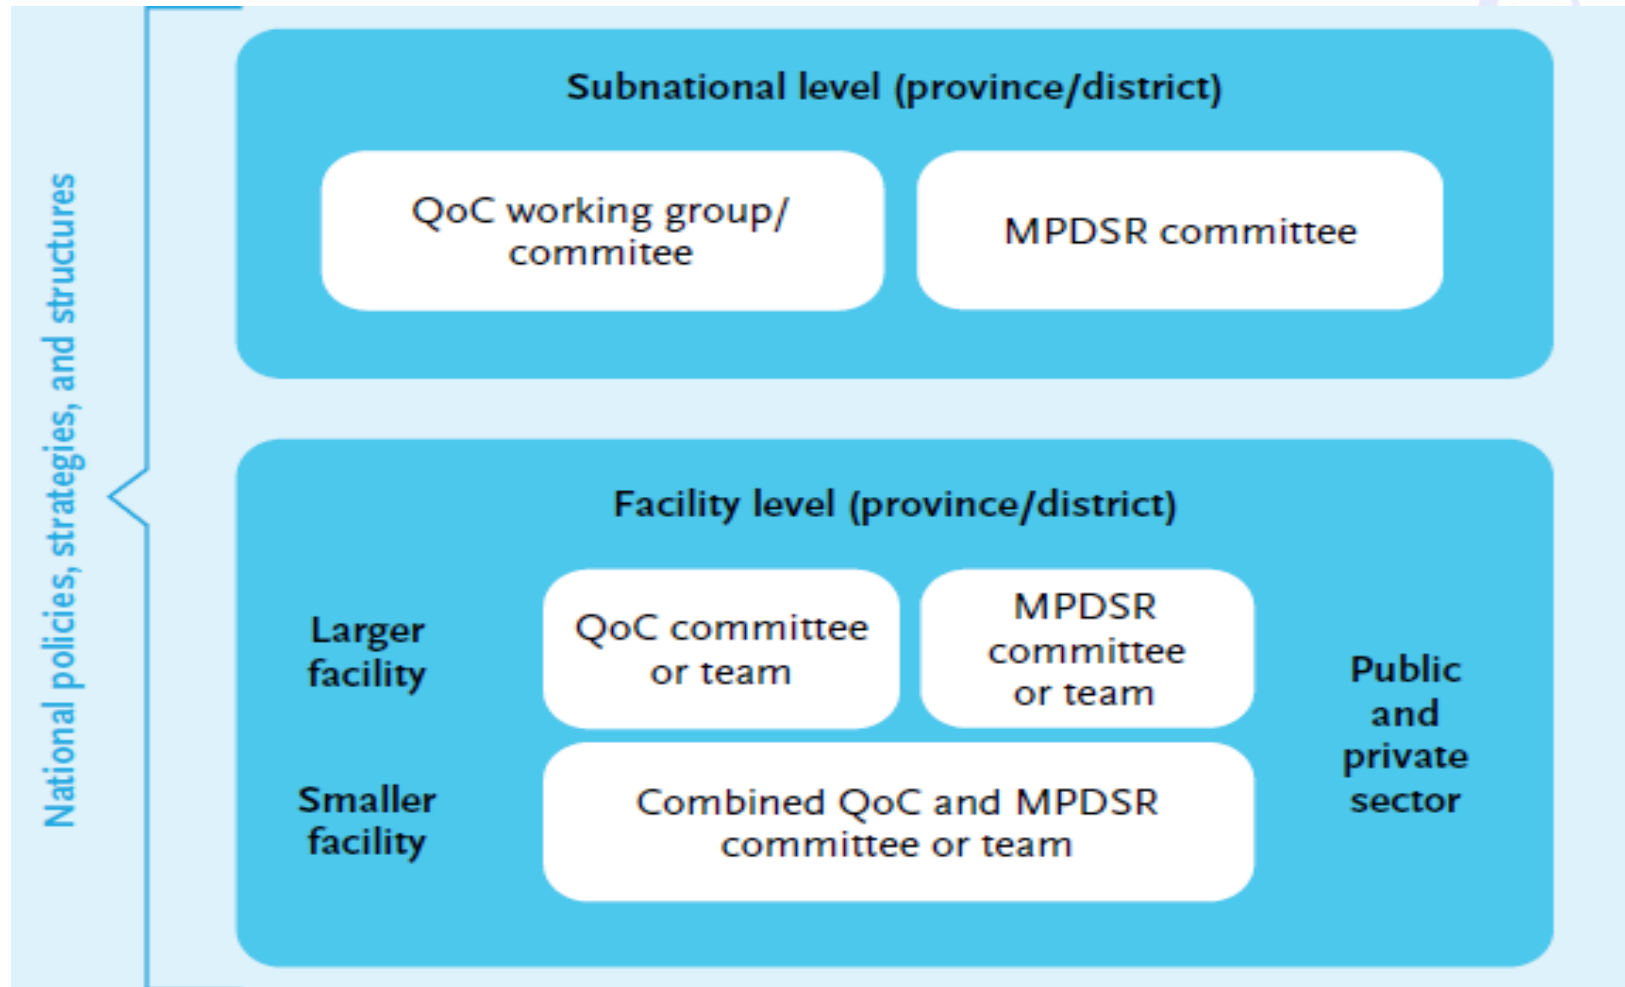 National policies, strategies, and structures
Subnational level (province/district)
QoC working group/
commitee
MPDSR committee
Facility level (province/district)
Larger
facility
QoC committee
or team
MPDSR
committee
or team
Smaller
facility
Combined QoC and MPDSR
committee or team
Public
and
private
sector